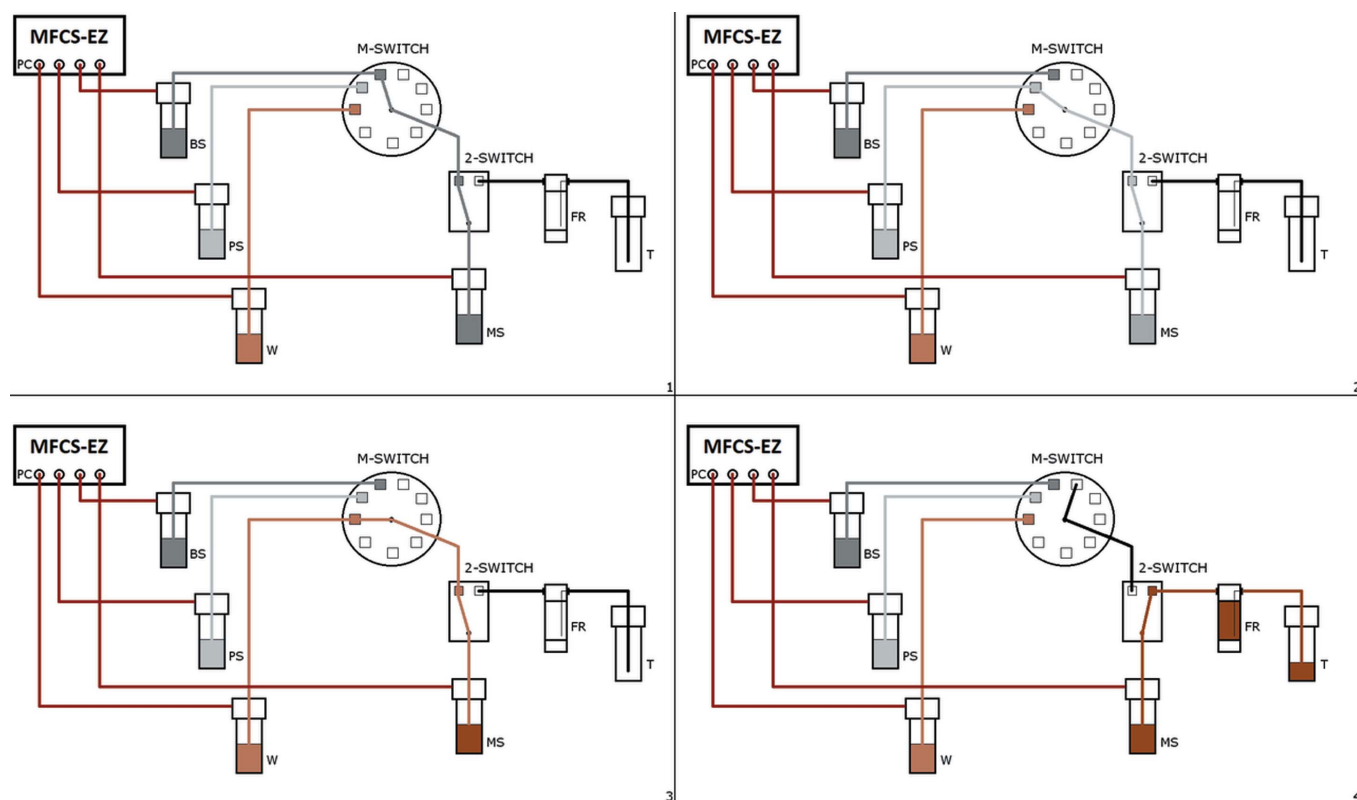 MFCS-EZ
PC
M-SWITCH
BS
2-SWITCH
FR
PS
T
MS
W
1
MFCS-EZ
PC
M-SWITCH
BS
2-SWITCH
FR
PS
T
MS
W
2
MFCS-EZ
PC
M-SWITCH
BS
2-SWITCH
FR
PS
T
MS
W
3
MFCS-EZ
PC
M-SWITCH
BS
2-SWITCH
FR
PS
T
MS
W
4